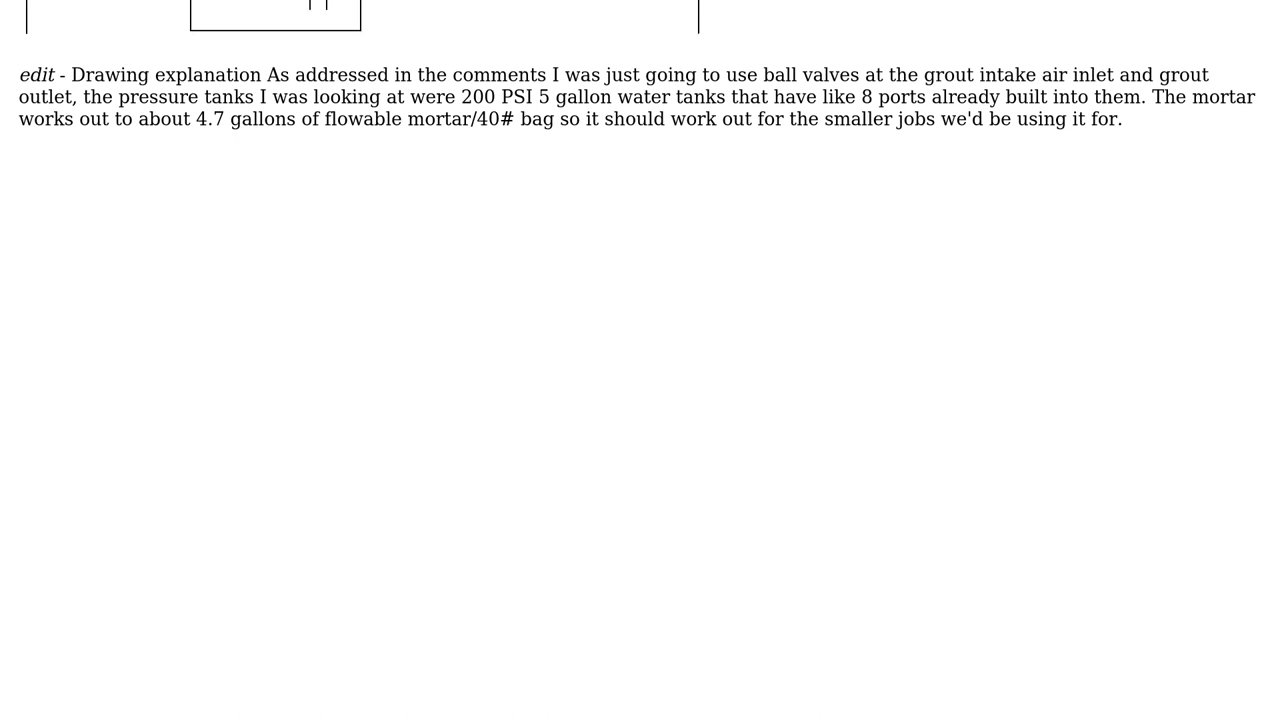 edit - Drawing explanation As addressed in the comments I was just going to use ball valves at the grout intake air inlet and grout
outlet, the pressure tanks I was looking at were 200 PSI 5 gallon water tanks that have like 8 ports already built into them. The mortar
works out to about 4.7 gallons of flowable mortar/40# bag so it should work out for the smaller jobs we'd be using it for.